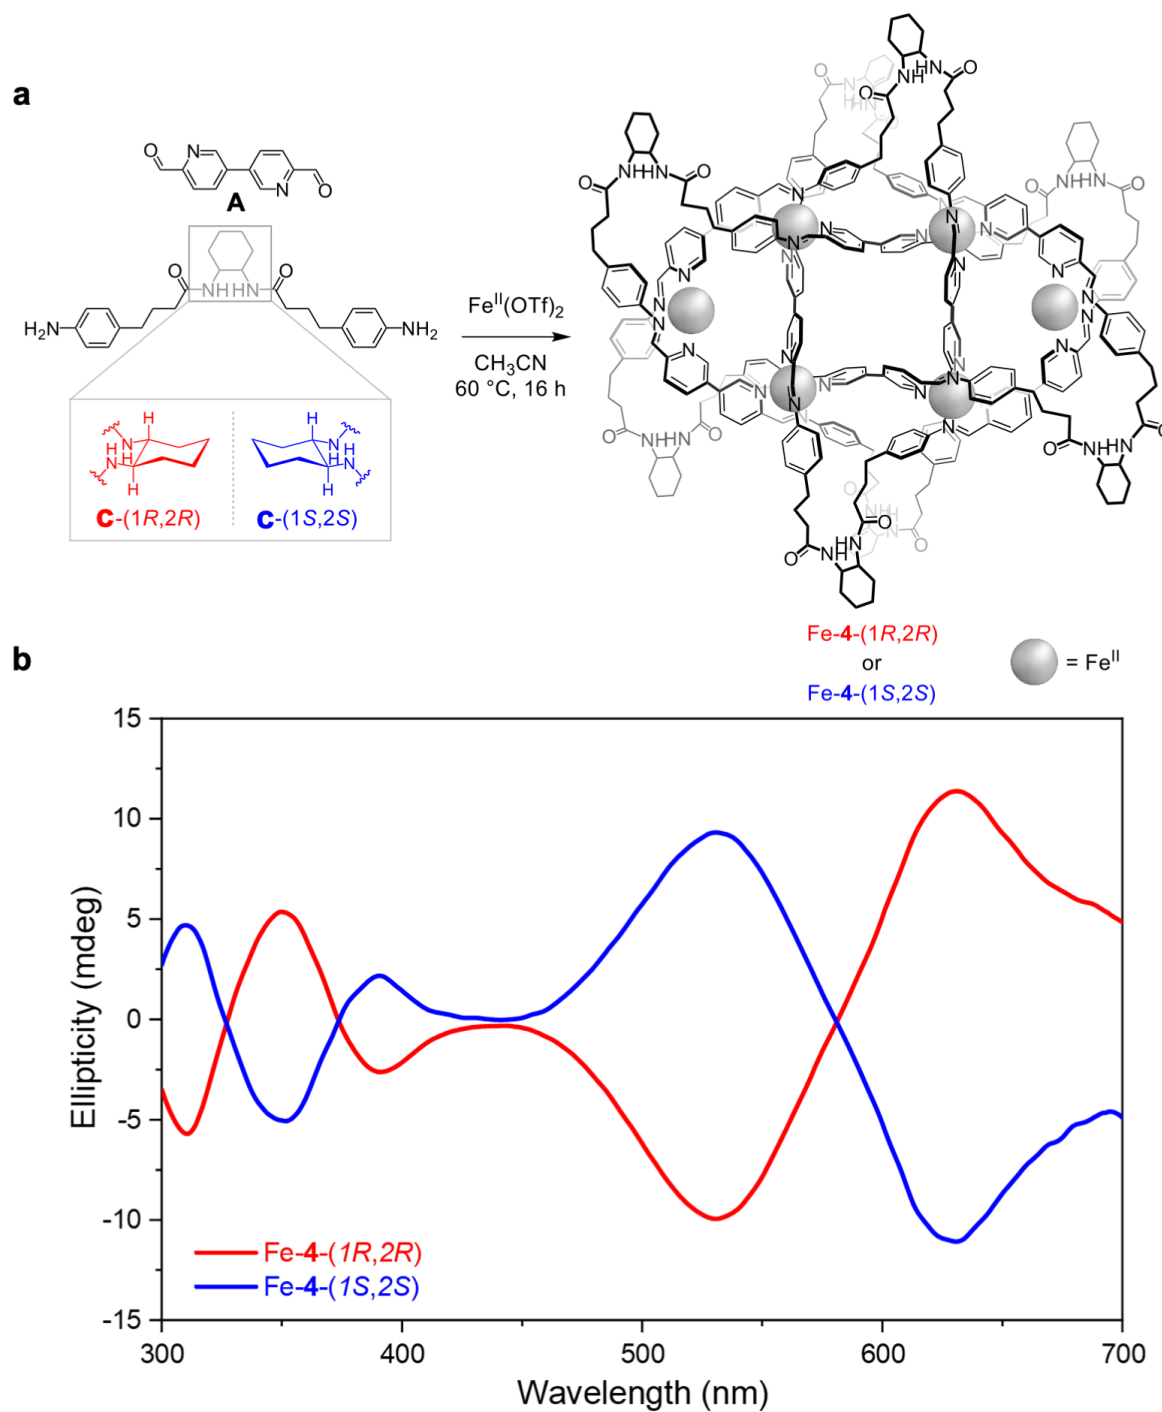 a
A
H₂N
NH₂
O
O
NH HN
Feᴵᴵ(OTf)₂
CH₃CN
60 °C, 16 h
C-(1R,2R)
C-(1S,2S)
Fe-4-(1R,2R)
or
Fe-4-(1S,2S)
= Feᴵᴵ
b
Ellipticity (mdeg)
15
10
5
0
-5
-10
-15
Fe-4-(1R,2R)
Fe-4-(1S,2S)
300
400
500
600
700
Wavelength (nm)